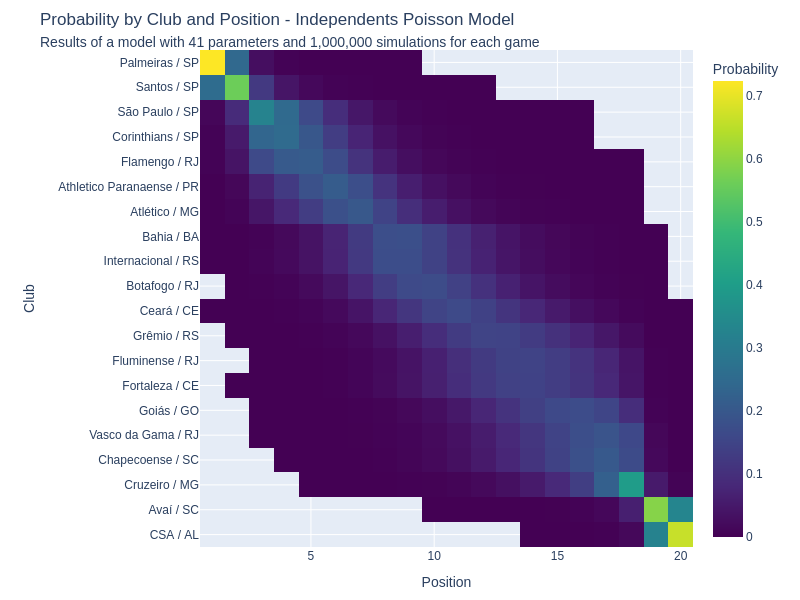 Probability by Club and Position - Independents Poisson Model
Results of a model with 41 parameters and 1,000,000 simulations for each game
Probability
Palmeiras / SP
Santos / SP
São Paulo / SP
Corinthians / SP
Flamengo / RJ
Athletico Paranaense / PR
Atlético / MG
Bahia / BA
Internacional / RS
Botafogo / RJ
Ceará / CE
Grêmio / RS
Fluminense / RJ
Fortaleza / CE
Goiás / GO
Vasco da Gama / RJ
Chapecoense / SC
Cruzeiro / MG
Avaí / SC
CSA / AL
Club
5
10
15
20
Position
0.7
0.6
0.5
0.4
0.3
0.2
0.1
0